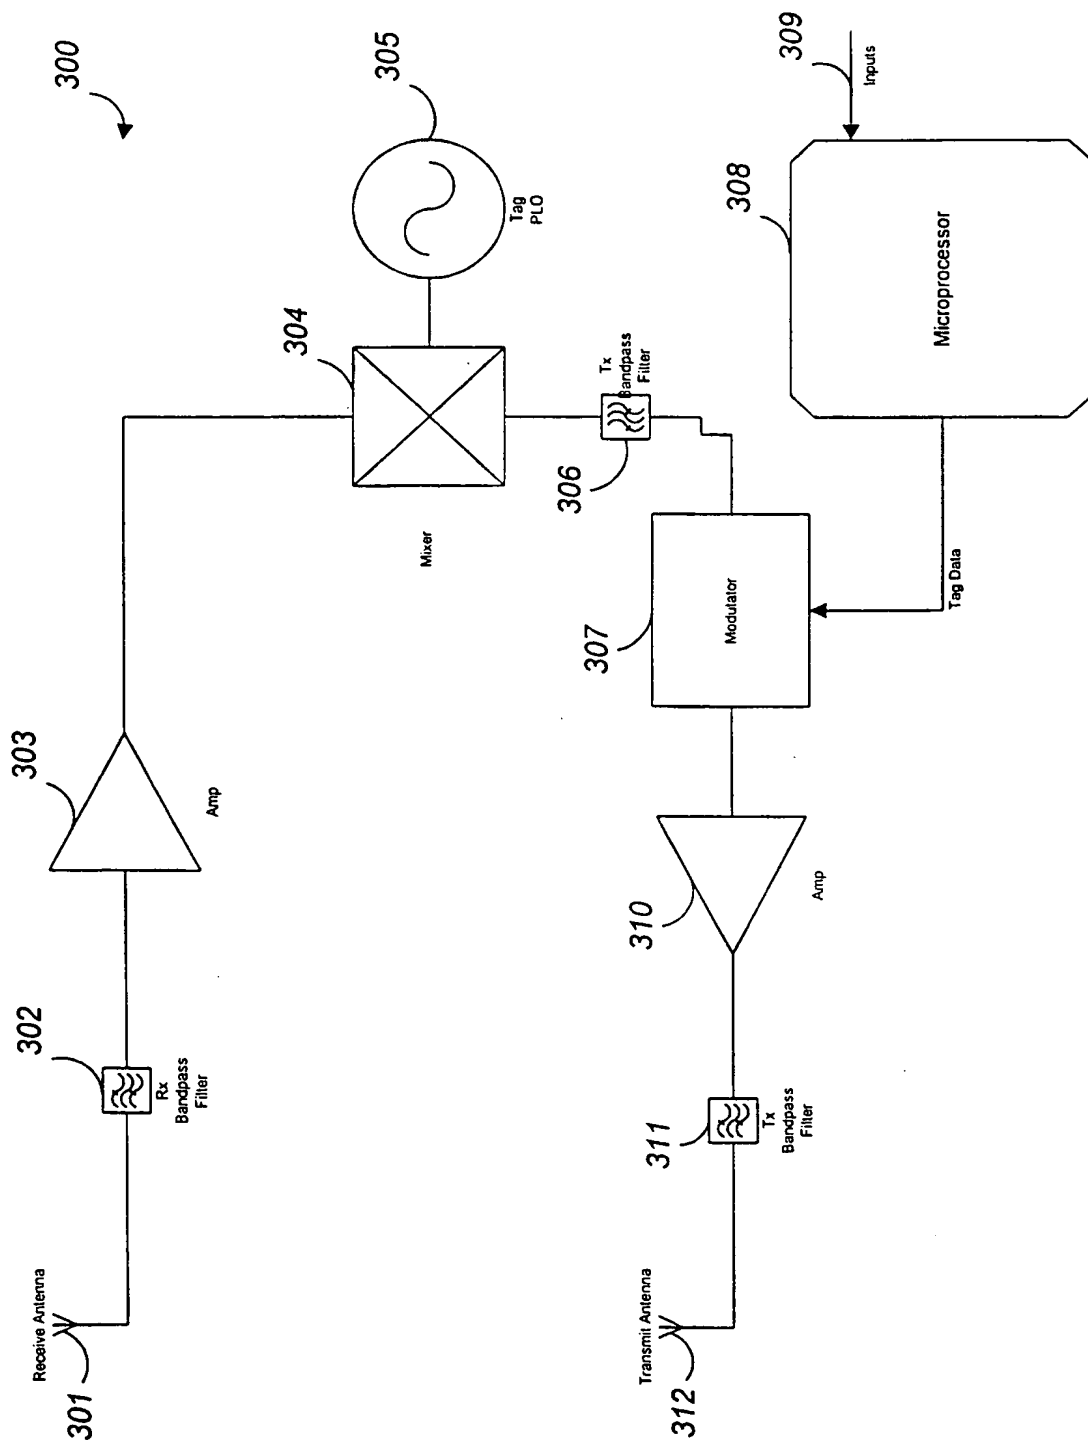 300
301
Receive Antenna
302
Rx
Bandpass
Filter
303
Amp
304
Mixer
305
Tag
PLO
306
Tx
Bandpass
Filter
307
Modulator
308
Microprocessor
309
Inputs
Tag Data
310
Amp
311
Tx
Bandpass
Filter
312
Transmit Antenna